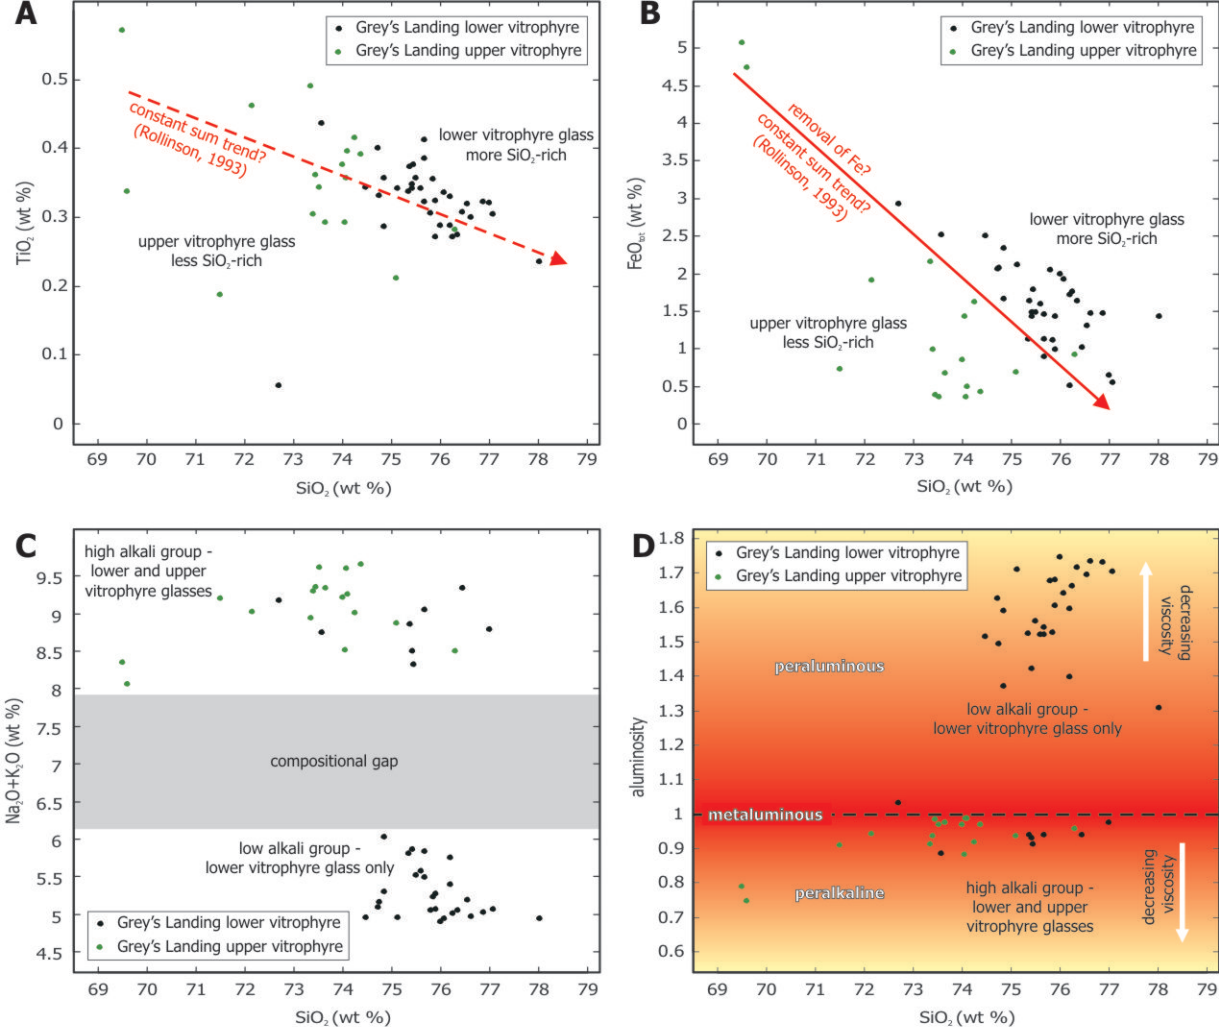 A
Grey's Landing lower vitrophyre
Grey's Landing upper vitrophyre
0.5
0.4
0.3
0.2
0.1
0
TiO₂ (wt %)
constant sum trend?
(Rollinson, 1993)
lower vitrophyre glass
more SiO₂-rich
upper vitrophyre glass
less SiO₂-rich
69 70 71 72 73 74 75 76 77 78 79
SiO₂ (wt %)
B
Grey's Landing lower vitrophyre
Grey's Landing upper vitrophyre
5
4.5
4
3.5
3
2.5
2
1.5
1
0.5
0
FeOtot (wt %)
removal of Fe?
constant sum trend?
(Rollinson, 1993)
lower vitrophyre glass
more SiO₂-rich
upper vitrophyre glass
less SiO₂-rich
69 70 71 72 73 74 75 76 77 78 79
SiO₂ (wt %)
C
high alkali group -
lower and upper
vitrophyre glasses
9.5
9
8.5
8
7.5
7
6.5
6
5.5
5
4.5
Na₂O+K₂O (wt %)
compositional gap
low alkali group -
lower vitrophyre glass only
Grey's Landing lower vitrophyre
Grey's Landing upper vitrophyre
69 70 71 72 73 74 75 76 77 78 79
SiO₂ (wt %)
D
Grey's Landing lower vitrophyre
Grey's Landing upper vitrophyre
1.8
1.7
1.6
1.5
1.4
1.3
1.2
1.1
1
0.9
0.8
0.7
0.6
aluminosity
decreasing
viscosity
peraluminous
low alkali group -
lower vitrophyre glass only
metaluminous
peralkaline
high alkali group -
lower and upper
vitrophyre glasses
decreasing
viscosity
69 70 71 72 73 74 75 76 77 78 79
SiO₂ (wt %)